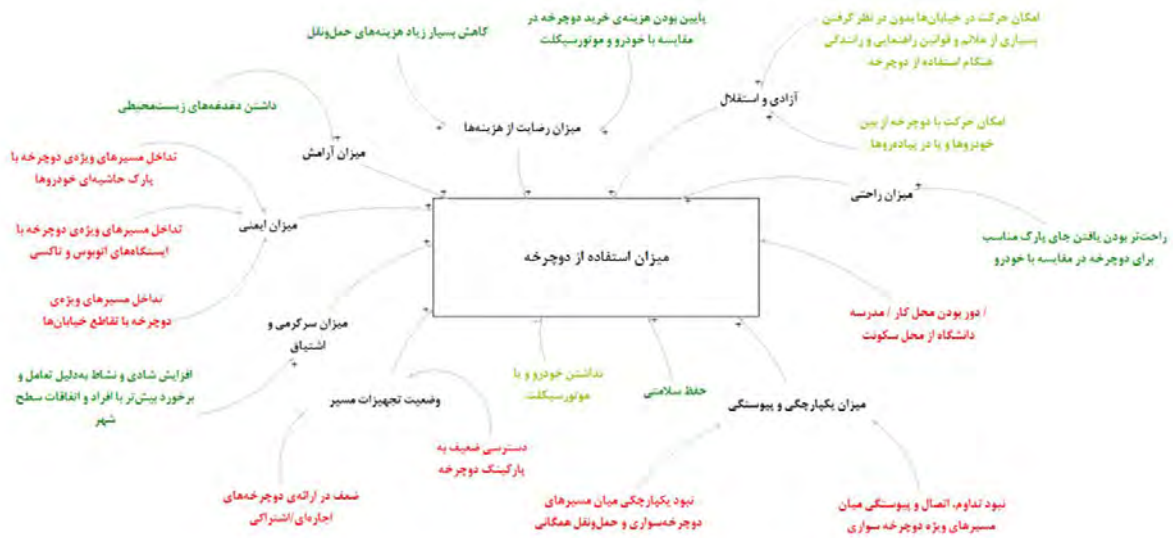 امکان حرکت در خیابان‌ها بدون در نظر گرفتن
بسیاری از علائم و قوانین راهنمایی و رانندگی
هنگام استفاده از دوچرخه
آزادی و استقلال
امکان حرکت با دوچرخه از بین
خودروها و یا در پیاده‌روها
پایین بودن هزینه‌ی خرید دوچرخه در
مقایسه با خودرو و موتورسیکلت
کاهش بسیار زیاد هزینه‌های حمل‌ونقل
میزان رضایت از هزینه‌ها
داشتن دغدغه‌های زیست‌محیطی
میزان آرامش
تداخل مسیرهای ویژه‌ی دوچرخه با
پارک حاشیه‌ای خودروها
میزان ایمنی
تداخل مسیرهای ویژه‌ی دوچرخه با
ایستگاه‌های اتوبوس و تاکسی
تداخل مسیرهای ویژه‌ی
دوچرخه با تقاطع خیابان‌ها
میزان راحتی
راحت‌تر بودن یافتن جای پارک مناسب
برای دوچرخه در مقایسه با خودرو
میزان استفاده از دوچرخه
دور بودن محل کار / مدرسه /
دانشگاه از محل سکونت
میزان سرگرمی و
اشتیاق
افزایش شادی و نشاط به‌دلیل تعامل و
برخورد بیش‌تر با افراد و اتفاقات سطح
شهر
وضعیت تجهیزات مسیر
نداشتن خودرو و یا
موتورسیکلت
حفظ سلامتی
میزان یکپارچگی و پیوستگی
دسترسی ضعیف به
پارکینگ دوچرخه
ضعف در ارائه‌ی دوچرخه‌های
اجاره‌ای/اشتراکی
نبود یکپارچگی میان مسیرهای
دوچرخه‌سواری و حمل‌ونقل همگانی
نبود تداوم، اتصال و پیوستگی میان
مسیرهای ویژه دوچرخه سواری